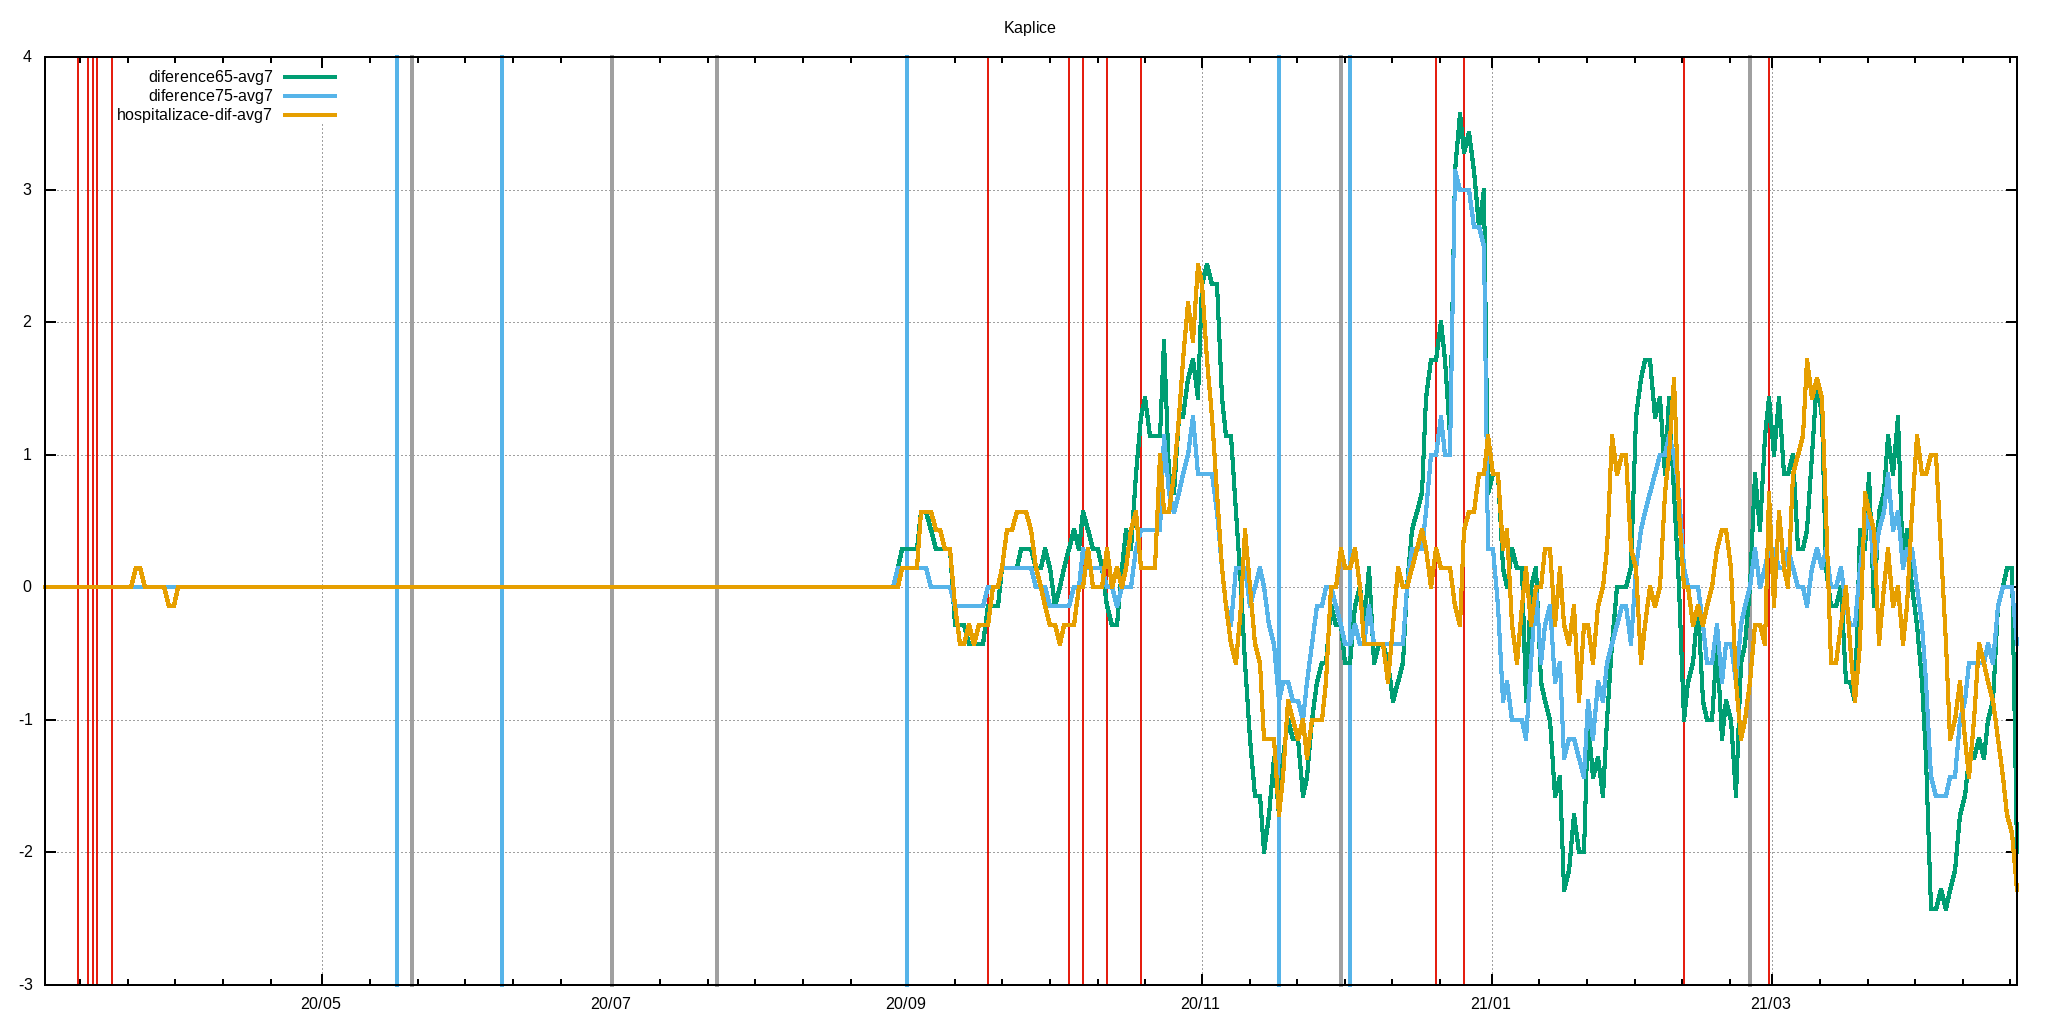 Kaplice
4
diference65-avg7
diference75-avg7
hospitalizace-dif-avg7
3
2
1
0
-1
-2
-3
20/05 20/07 20/09 20/11 21/01 21/03